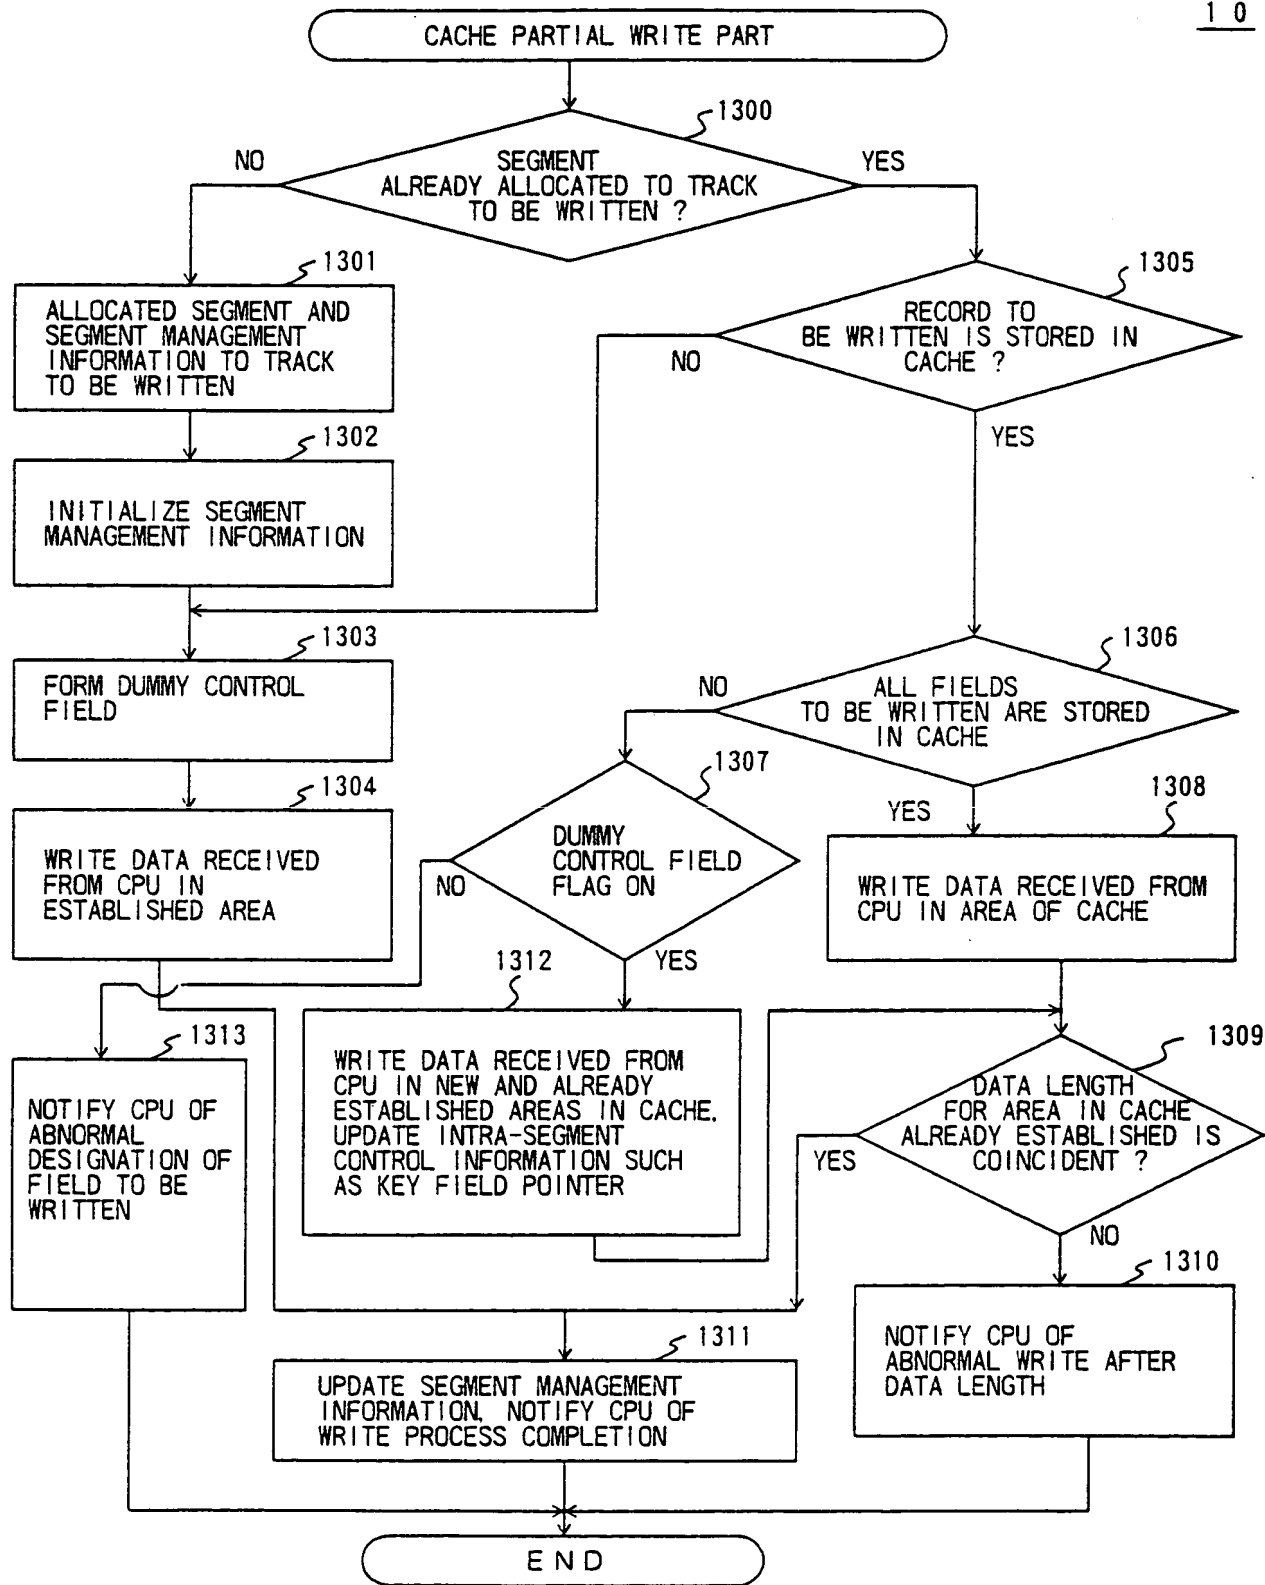 10
CACHE PARTIAL WRITE PART
1300
NO
SEGMENT
ALREADY ALLOCATED TO TRACK
TO BE WRITTEN ?
YES
1301
ALLOCATED SEGMENT AND
SEGMENT MANAGEMENT
INFORMATION TO TRACK
TO BE WRITTEN
1305
RECORD TO
BE WRITTEN IS STORED IN
CACHE ?
NO
YES
1302
INITIALIZE SEGMENT
MANAGEMENT INFORMATION
1303
FORM DUMMY CONTROL
FIELD
1306
NO
ALL FIELDS
TO BE WRITTEN ARE STORED
IN CACHE
YES
1304
WRITE DATA RECEIVED
FROM CPU IN
ESTABLISHED AREA
1307
DUMMY
CONTROL FIELD
FLAG ON
NO
YES
1308
WRITE DATA RECEIVED FROM
CPU IN AREA OF CACHE
1312
WRITE DATA RECEIVED FROM
CPU IN NEW AND ALREADY
ESTABLISHED AREAS IN CACHE.
UPDATE INTRA-SEGMENT
CONTROL INFORMATION SUCH
AS KEY FIELD POINTER
1313
NOTIFY CPU OF
ABNORMAL
DESIGNATION OF
FIELD TO BE
WRITTEN
1309
DATA LENGTH
FOR AREA IN CACHE
ALREADY ESTABLISHED IS
COINCIDENT ?
YES
NO
1310
NOTIFY CPU OF
ABNORMAL WRITE AFTER
DATA LENGTH
1311
UPDATE SEGMENT MANAGEMENT
INFORMATION, NOTIFY CPU OF
WRITE PROCESS COMPLETION
END